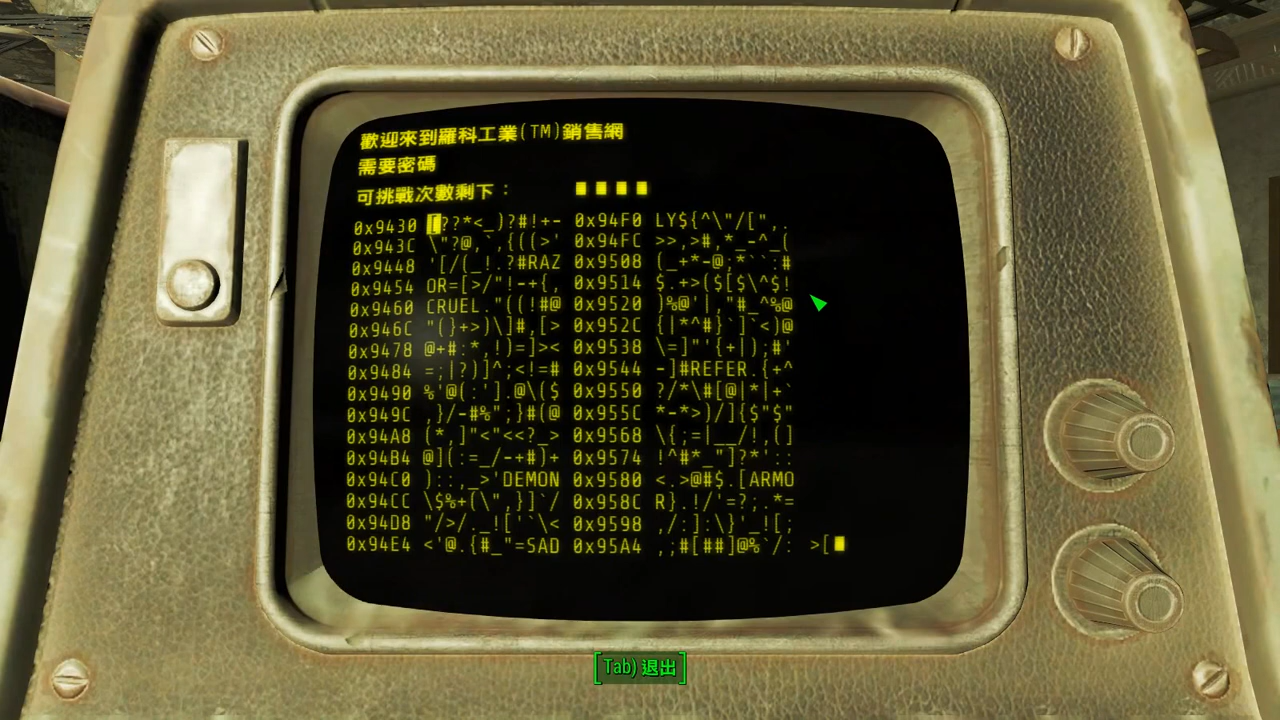 歡迎來到羅科工業(TM)銷售網
需要密碼
可挑戰次數剩下：
0x9430 [??*<_)?#!+- 0x94F0 LY${^\"/[",.
0x943C \"?@,`,{((>' 0x94FC >>,>#,*_-^_(
0x9448 '[/(_!.?#RAZ 0x9508 (_+*-@;*``:#
0x9454 OR=[>/"!-+{, 0x9514 $.+>($[$\^$!
0x9460 CRUEL."((!#@ 0x9520 )%@'|,"#_^%@
0x946C "(}+>)\]#,[> 0x952C {|*^#}`]`<)@
0x9478 @+#:*,!)=]>< 0x9538 \=]"'{+|);#'
0x9484 =;|?)]^;<!=# 0x9544 -]#REFER.{+^
0x9490 %'@(:'].@\($ 0x9550 ?/*\#[@|*|+`
0x949C ,}/-#%";}#(@ 0x955C *-*>)/]{$"$"
0x94A8 (*,]"<"<<?_> 0x9568 \{;=|__/!,(]
0x94B4 @](:=_/-+#)+ 0x9574 !^#*_"]?*'::
0x94C0 )::,_>'DEMON 0x9580 <.>@#$.[ARMO
0x94CC \$%+(\",}]`/ 0x958C R}.!/'=?;.*=
0x94D8 "/>/._!['`\< 0x9598 ,/:]:\}'_![;
0x94E4 <'@.{#_"=SAD 0x95A4 ,;#[##]@%`/: >[
[Tab) 退出]